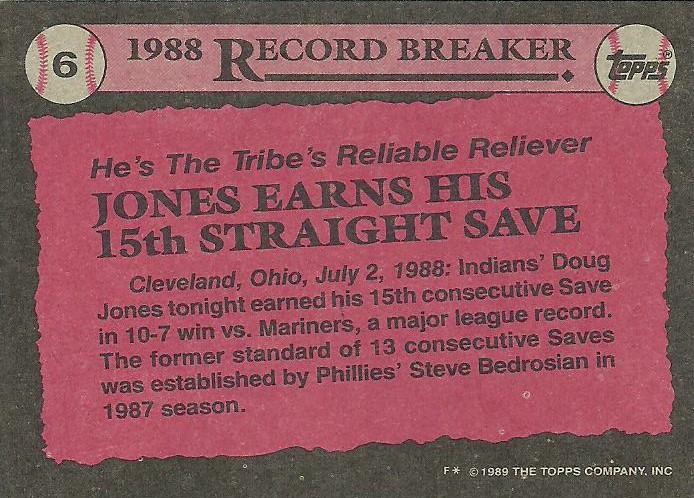 6 1988 RECORD BREAKER TOPPS®
He's The Tribe's Reliable Reliever
JONES EARNS HIS
15th STRAIGHT SAVE
Cleveland, Ohio, July 2, 1988: Indians' Doug
Jones tonight earned his 15th consecutive Save
in 10-7 win vs. Mariners, a major league record.
The former standard of 13 consecutive Saves
was established by Phillies' Steve Bedrosian in
1987 season.
F* © 1989 THE TOPPS COMPANY, INC